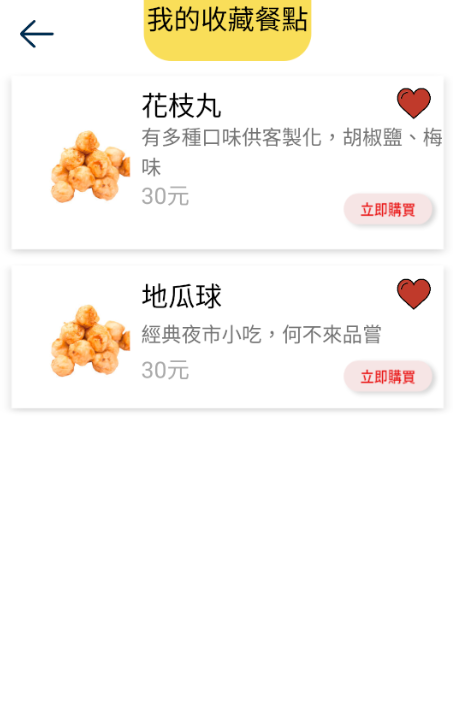 我的收藏餐點
花枝丸
有多種口味供客製化，胡椒鹽、梅
味
30元
立即購買
地瓜球
經典夜市小吃，何不來品嘗
30元
立即購買